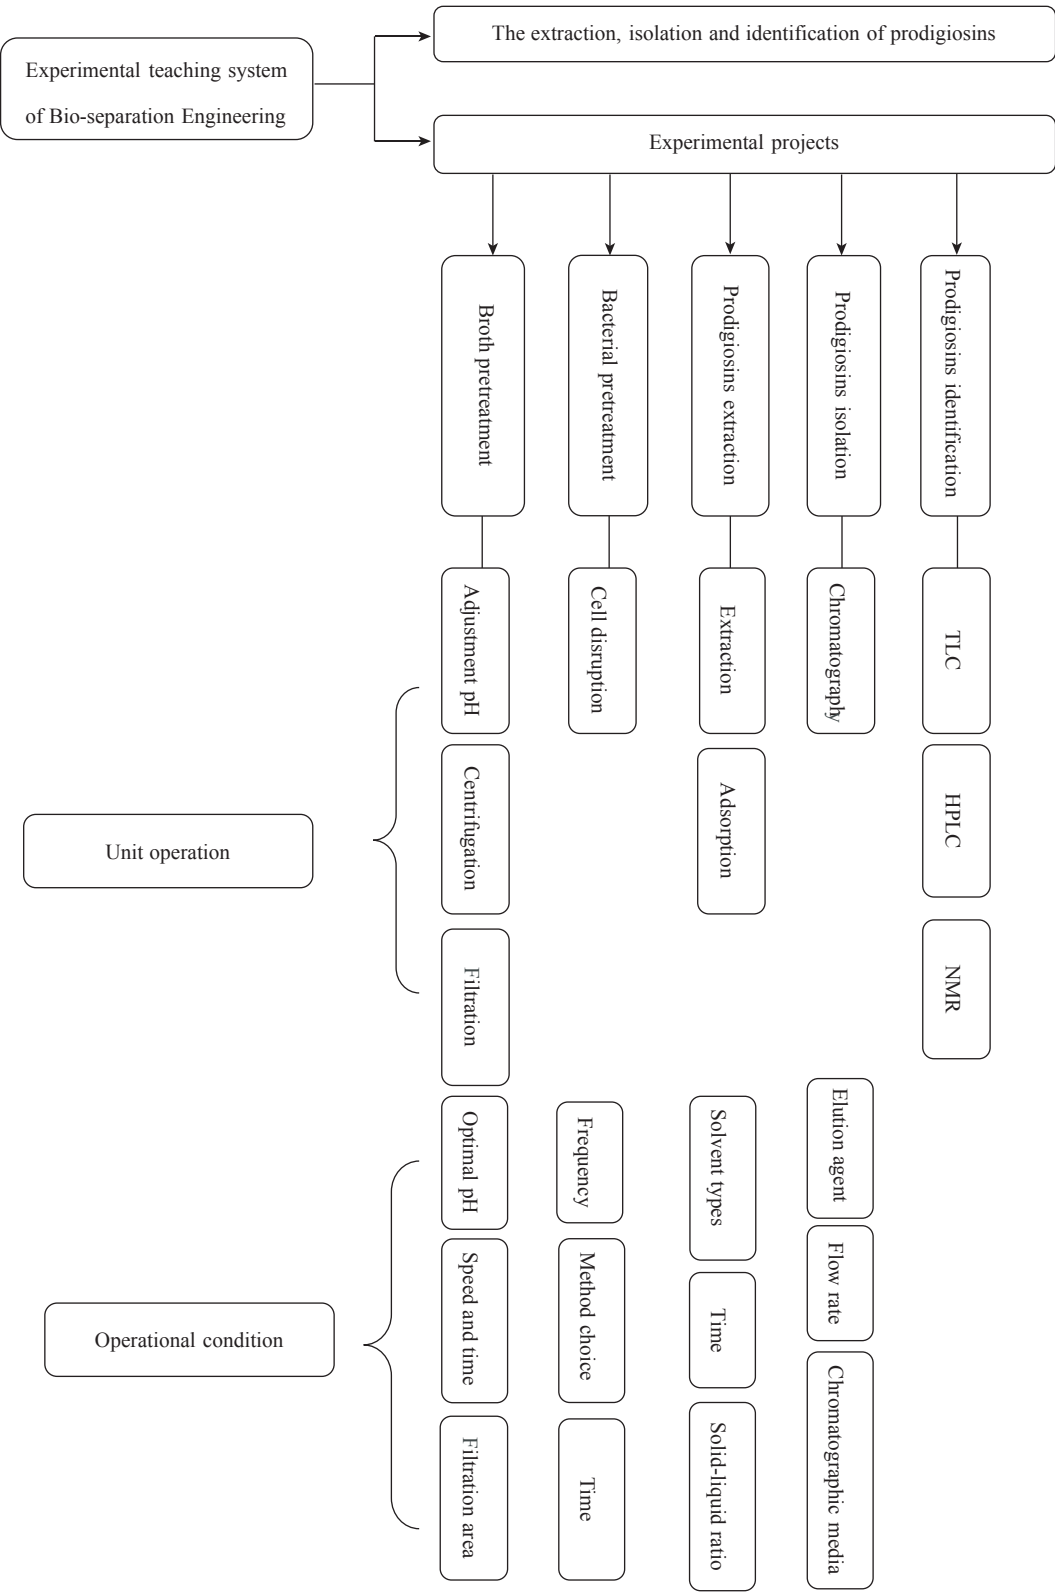 The extraction, isolation and identification of prodigiosins
Experimental teaching system
of Bio-separation Engineering
Experimental projects
Broth pretreatment
Bacterial pretreatment
Prodigiosins extraction
Prodigiosins isolation
Prodigiosins identification
Adjustment pH
Cell disruption
Extraction
Chromatography
TLC
Unit operation
Centrifugation
Adsorption
HPLC
Filtration
NMR
Optimal pH
Frequency
Solvent types
Elution agent
Operational condition
Speed and time
Method choice
Time
Flow rate
Filtration area
Time
Solid-liquid ratio
Chromatographic media